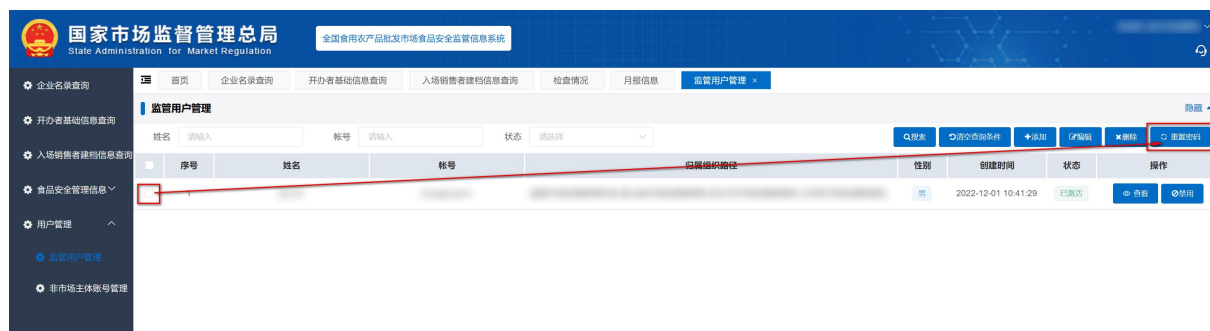 国家市场监督管理总局
State Administration for Market Regulation
全国食用农产品批发市场食品安全监管信息系统
企业名录查询
开办者基础信息查询
入场销售者建档信息查询
食品安全管理信息
用户管理
监管用户管理
非市场主体账号管理
首页 企业名录查询 开办者基础信息查询 入场销售者建档信息查询 检查情况 月报信息 监管用户管理 ×
监管用户管理 隐藏
姓名 请输入 帐号 请输入 状态 请选择 搜索 清空查询条件 添加 编辑 删除 重置密码
序号 姓名 帐号 归属组织路径 性别 创建时间 状态 操作
1 男 2022-12-01 10:41:29 已激活 查看 禁用